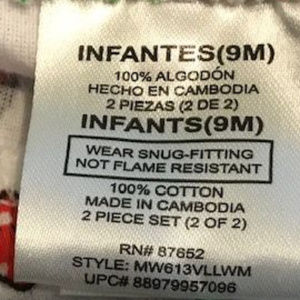 INFANTES(9M)
100% ALGODÓN
HECHO EN CAMBODIA
2 PIEZAS (2 DE 2)
INFANTS(9M)
WEAR SNUG-FITTING
NOT FLAME RESISTANT
100% COTTON
MADE IN CAMBODIA
2 PIECE SET (2 OF 2)
RN# 87652
STYLE: MW613VLLWM
UPC# 88979957096